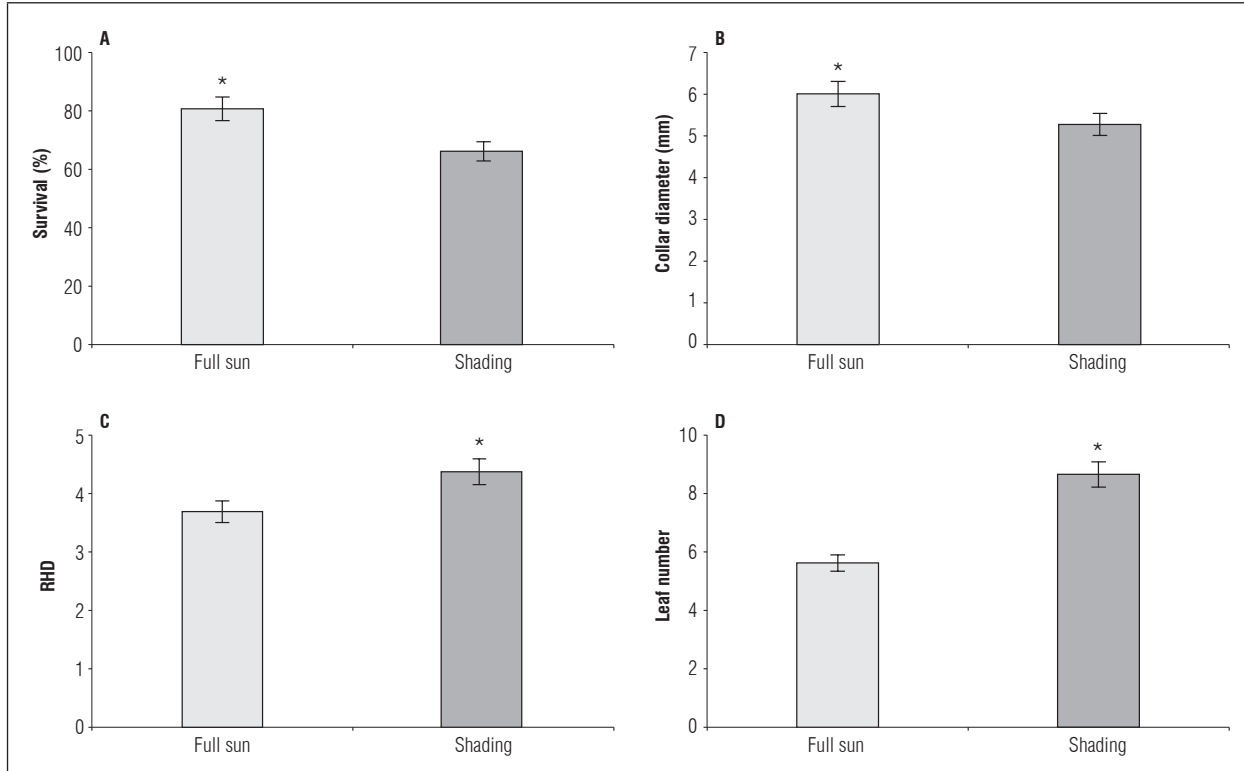 A
Survival (%)
100
80
60
40
20
0
*
Full sun
Shading
B
Collar diameter (mm)
7
6
5
4
3
2
1
0
*
Full sun
Shading
C
RHD
5
4
3
2
1
0
*
Full sun
Shading
D
Leaf number
10
8
6
4
2
0
*
Full sun
Shading